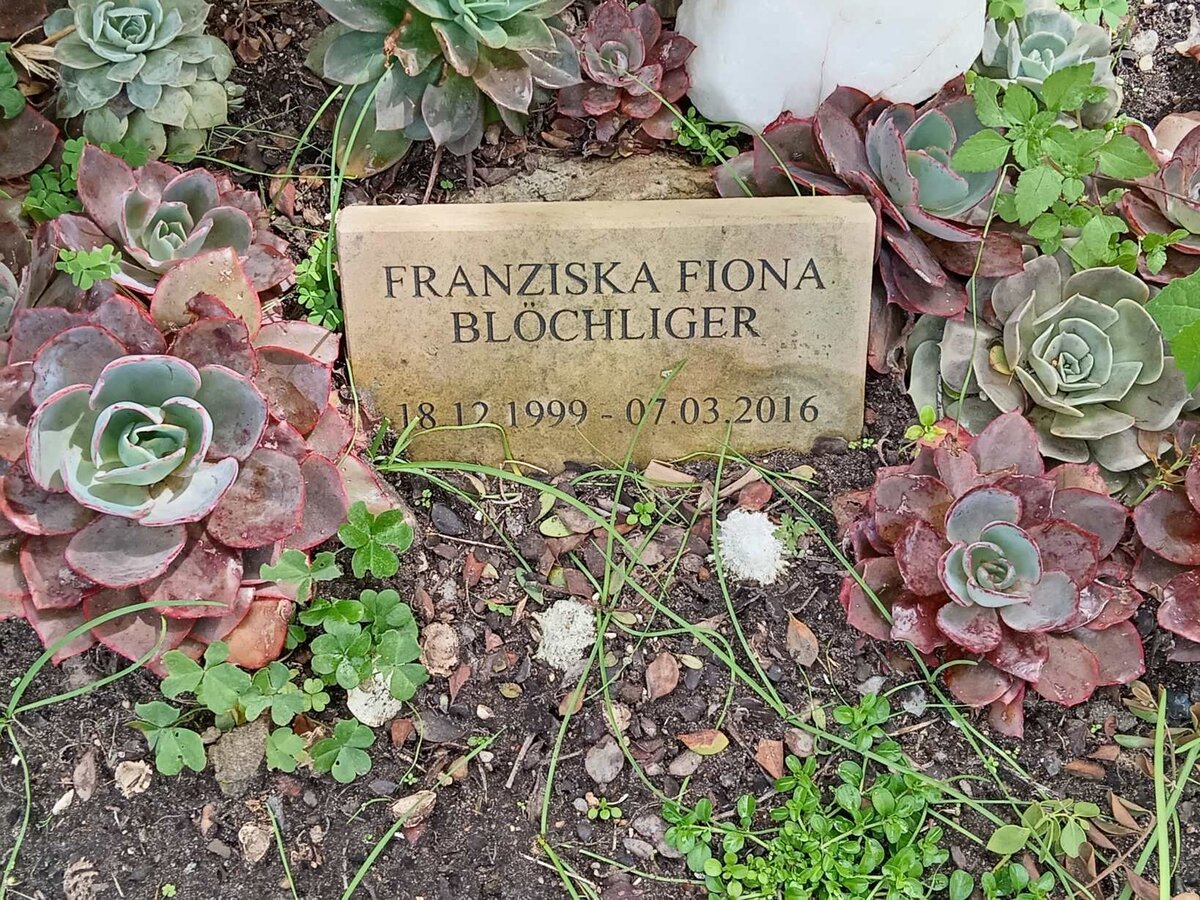 FRANZISKA FIONA
BLÖCHLIGER
18 12 1999 - 07.03.2016